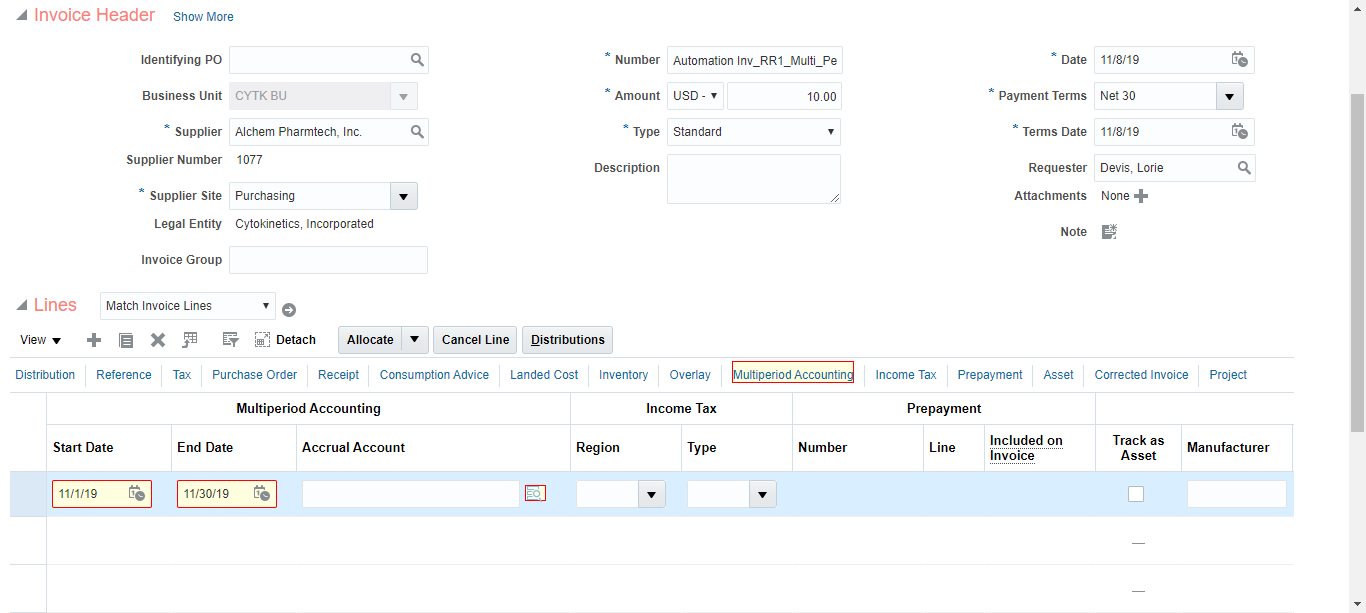 Invoice Header Show More
Identifying PO
Business Unit CYTK BU
* Supplier Alchem Pharmtech, Inc.
Supplier Number 1077
* Supplier Site Purchasing
Legal Entity Cytokinetics, Incorporated
Invoice Group
* Number Automation Inv_RR1_Multi_Pe
* Amount USD - 10.00
* Type Standard
Description
* Date 11/8/19
* Payment Terms Net 30
* Terms Date 11/8/19
Requester Devis, Lorie
Attachments None
Note
Lines Match Invoice Lines
View Detach Allocate Cancel Line Distributions
Distribution Reference Tax Purchase Order Receipt Consumption Advice Landed Cost Inventory Overlay Multiperiod Accounting Income Tax Prepayment Asset Corrected Invoice Project
Multiperiod Accounting Income Tax Prepayment
Start Date End Date Accrual Account Region Type Number Line Included on Invoice Track as Asset Manufacturer
11/1/19 11/30/19
—
—